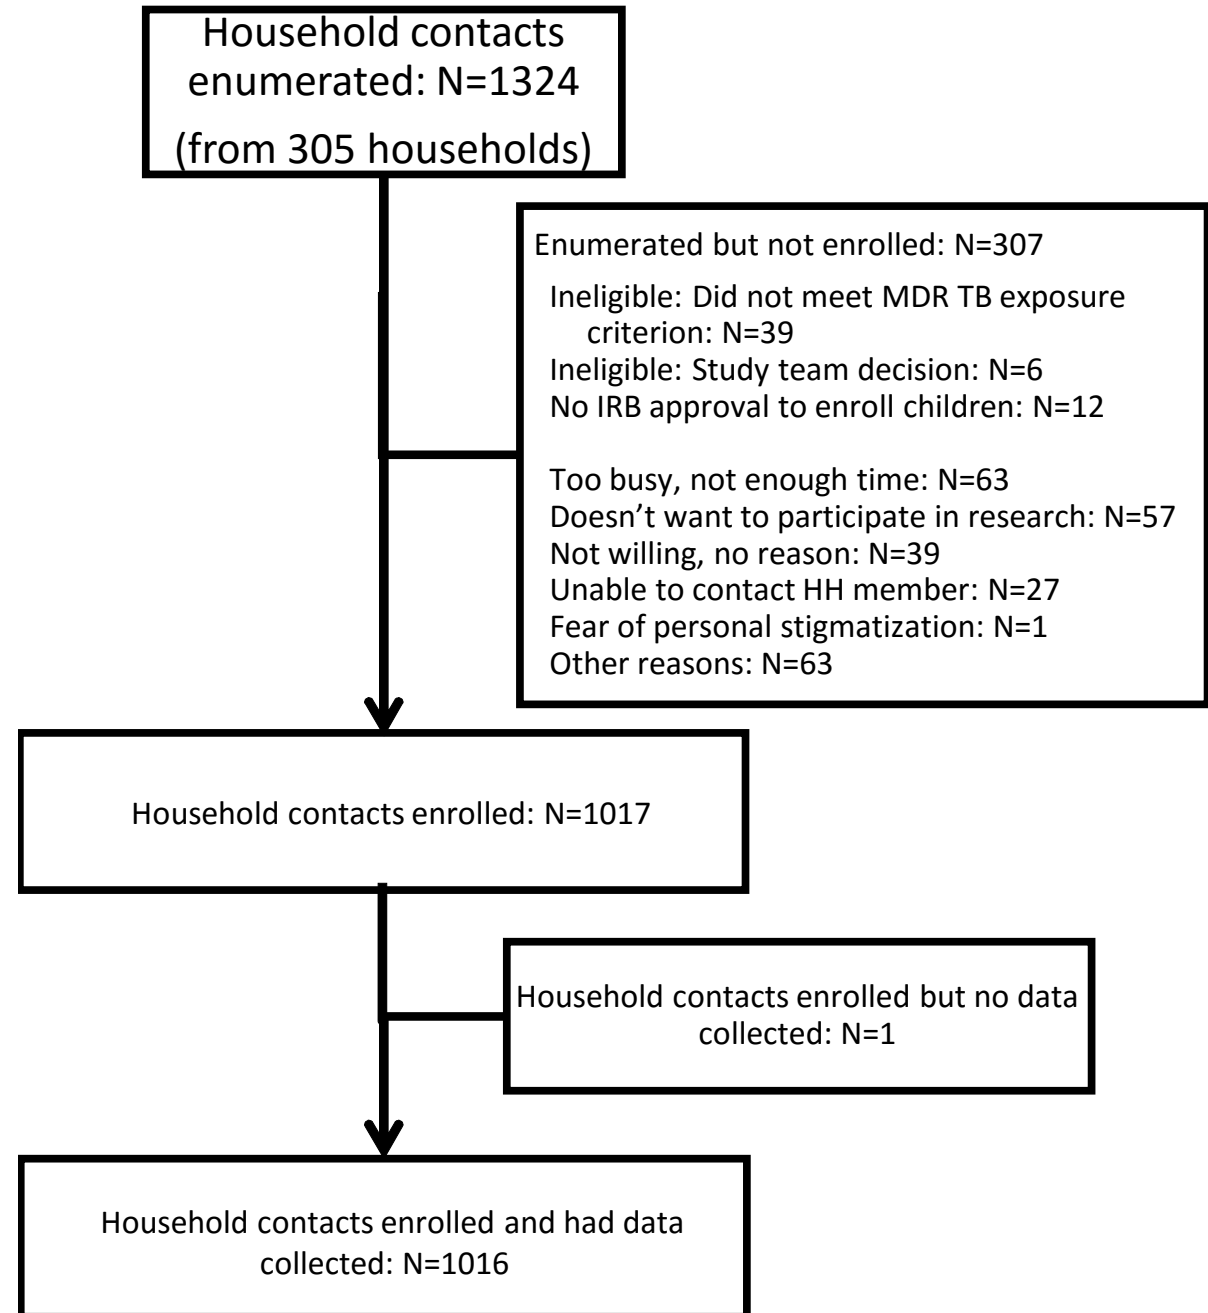 Household contacts
enumerated: N=1324
(from 305 households)
Enumerated but not enrolled: N=307
Ineligible: Did not meet MDR TB exposure
criterion: N=39
Ineligible: Study team decision: N=6
No IRB approval to enroll children: N=12
Too busy, not enough time: N=63
Doesn’t want to participate in research: N=57
Not willing, no reason: N=39
Unable to contact HH member: N=27
Fear of personal stigmatization: N=1
Other reasons: N=63
Household contacts enrolled: N=1017
Household contacts enrolled but no data
collected: N=1
Household contacts enrolled and had data
collected: N=1016